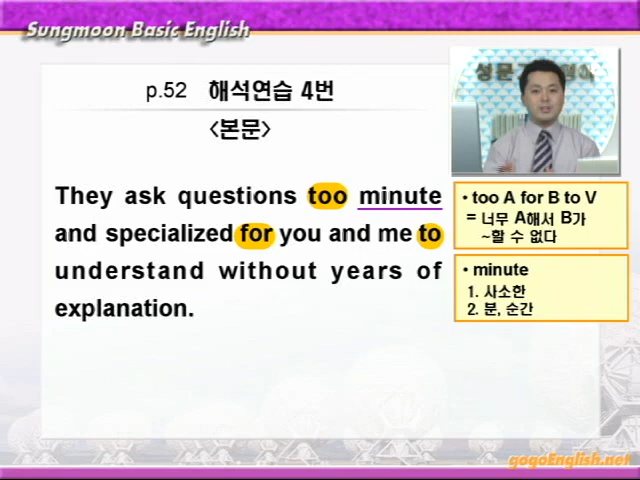 Sungmoon Basic English
p.52 해석연습 4번
<본문>
They ask questions too minute
and specialized for you and me to
understand without years of
explanation.
• too A for B to V
= 너무 A해서 B가
~할 수 없다
• minute
1. 사소한
2. 분, 순간
gogoEnglish.net